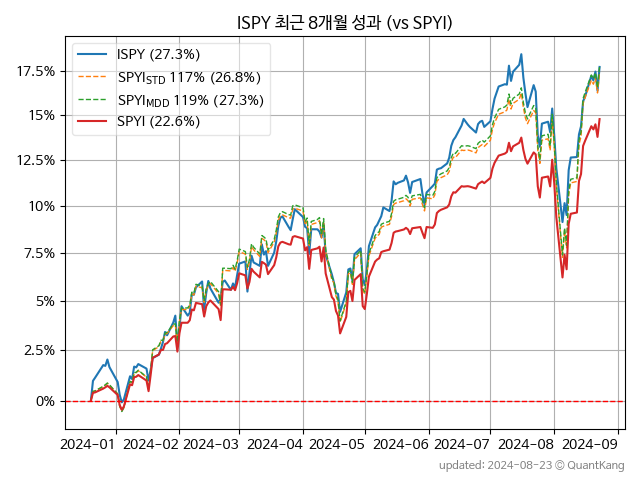 ISPY 최근 8개월 성과 (vs SPYI)
ISPY (27.3%)
SPYI_STD 117% (26.8%)
SPYI_MDD 119% (27.3%)
SPYI (22.6%)
17.5%
15%
12.5%
10%
7.5%
5%
2.5%
0%
2024−01 2024−02 2024−03 2024−04 2024−05 2024−06 2024−07 2024−08 2024−09
updated: 2024-08-23 © QuantKang